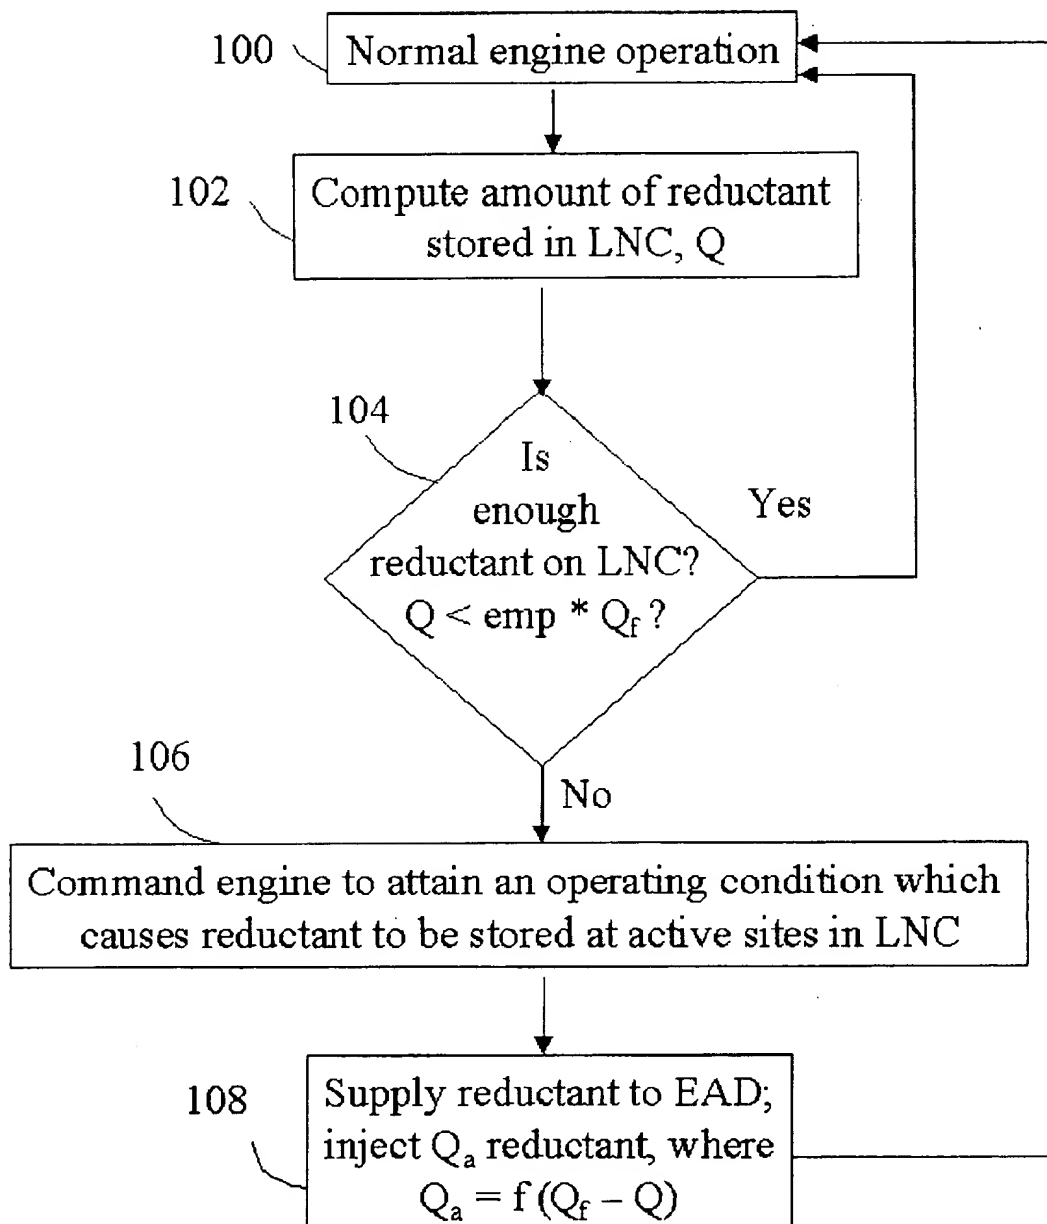 100
Normal engine operation
102
Compute amount of reductant
stored in LNC, Q
104
Is
enough
reductant on LNC?
Q < emp * Qf ?
Yes
No
106
Command engine to attain an operating condition which
causes reductant to be stored at active sites in LNC
108
Supply reductant to EAD;
inject Qa reductant, where
Qa = f (Qf – Q)